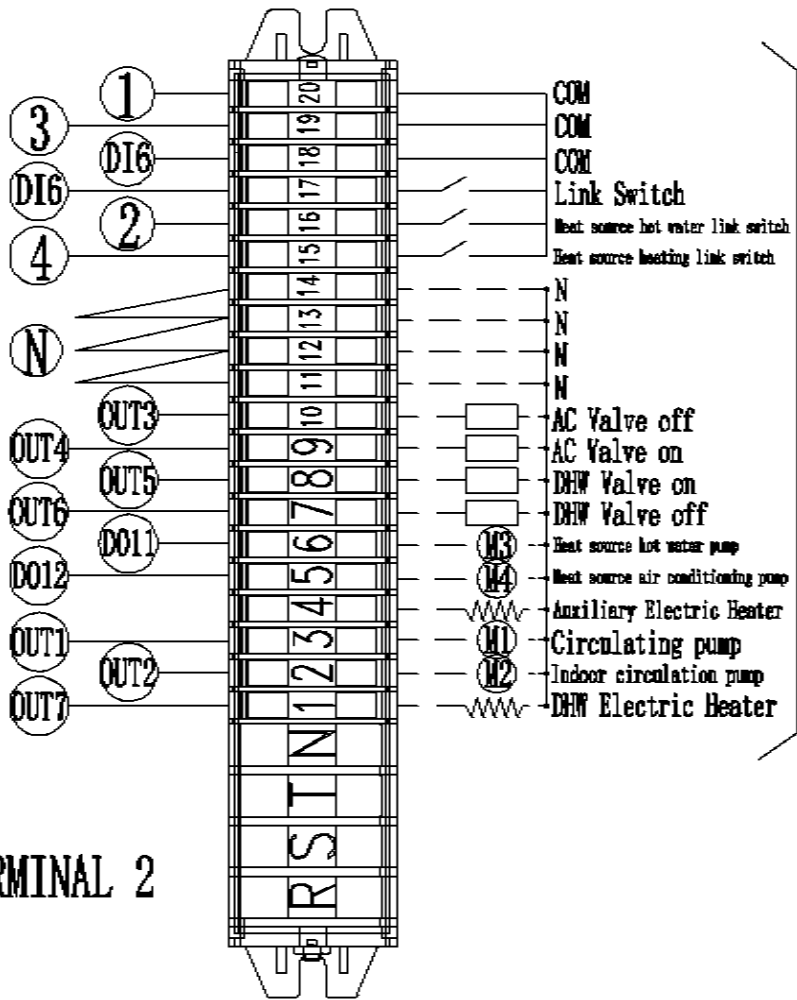 1 20 COM
3 19 COM
DI6 18 COM
DI6 17 Link Switch
2 16 Heat source hot water link switch
4 15 Heat source heating link switch
14 N
13 N
N 12 N
11 N
OUT3 10 AC Valve off
OUT4 9 AC Valve on
OUT5 8 DHW Valve on
OUT6 7 DHW Valve off
DO11 6 M3 Heat source hot water pump
DO12 5 M4 Heat source air conditioning pump
4 Auxiliary Electric Heater
OUT1 3 M1 Circulating pump
OUT2 2 M2 Indoor circulation pump
OUT7 1 DHW Electric Heater
N
T
S
R
RMINAL 2